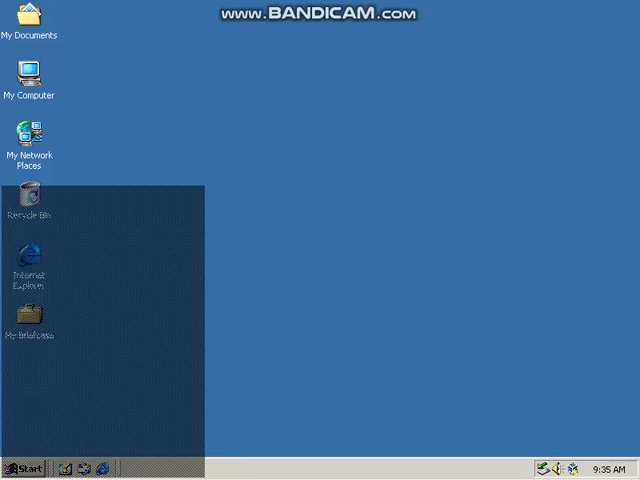 www.BANDICAM.com
My Documents
My Computer
My Network
Places
Recycle Bin
Internet
Explorer
My Briefcase
Start
9:35 AM